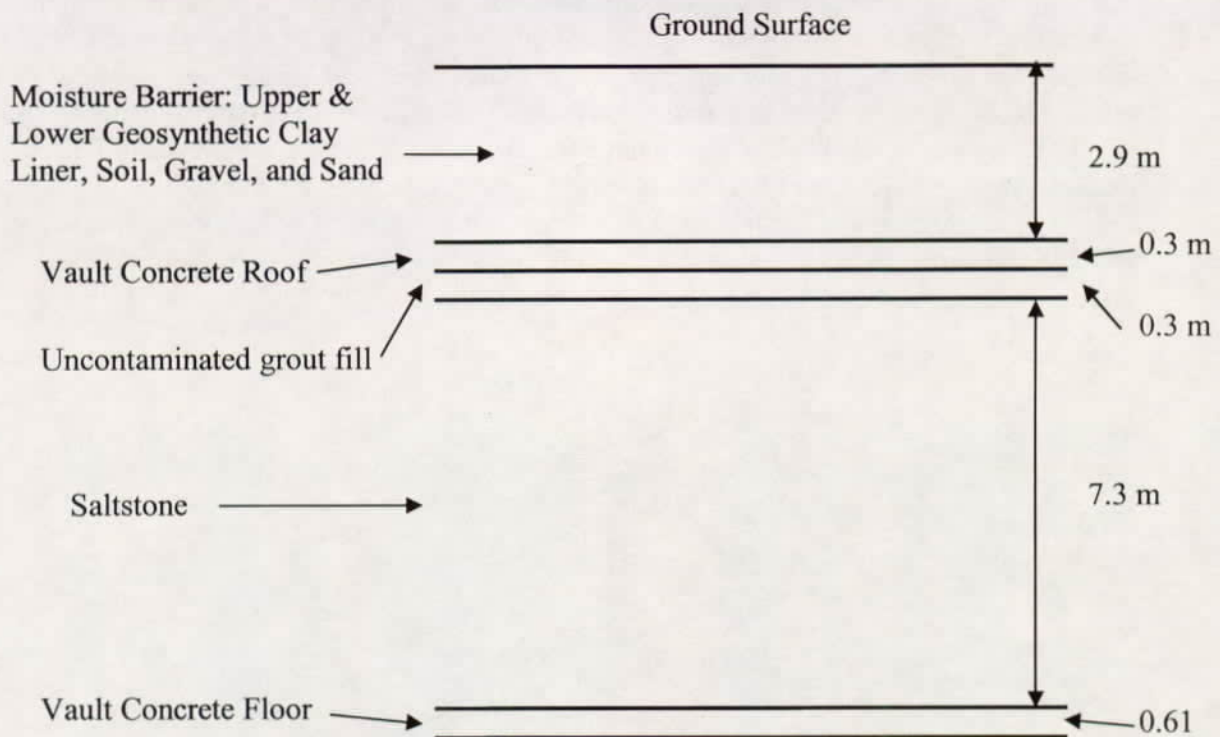 Ground Surface
Moisture Barrier: Upper &
Lower Geosynthetic Clay
Liner, Soil, Gravel, and Sand
2.9 m
Vault Concrete Roof
0.3 m
0.3 m
Uncontaminated grout fill
Saltstone
7.3 m
Vault Concrete Floor
0.61